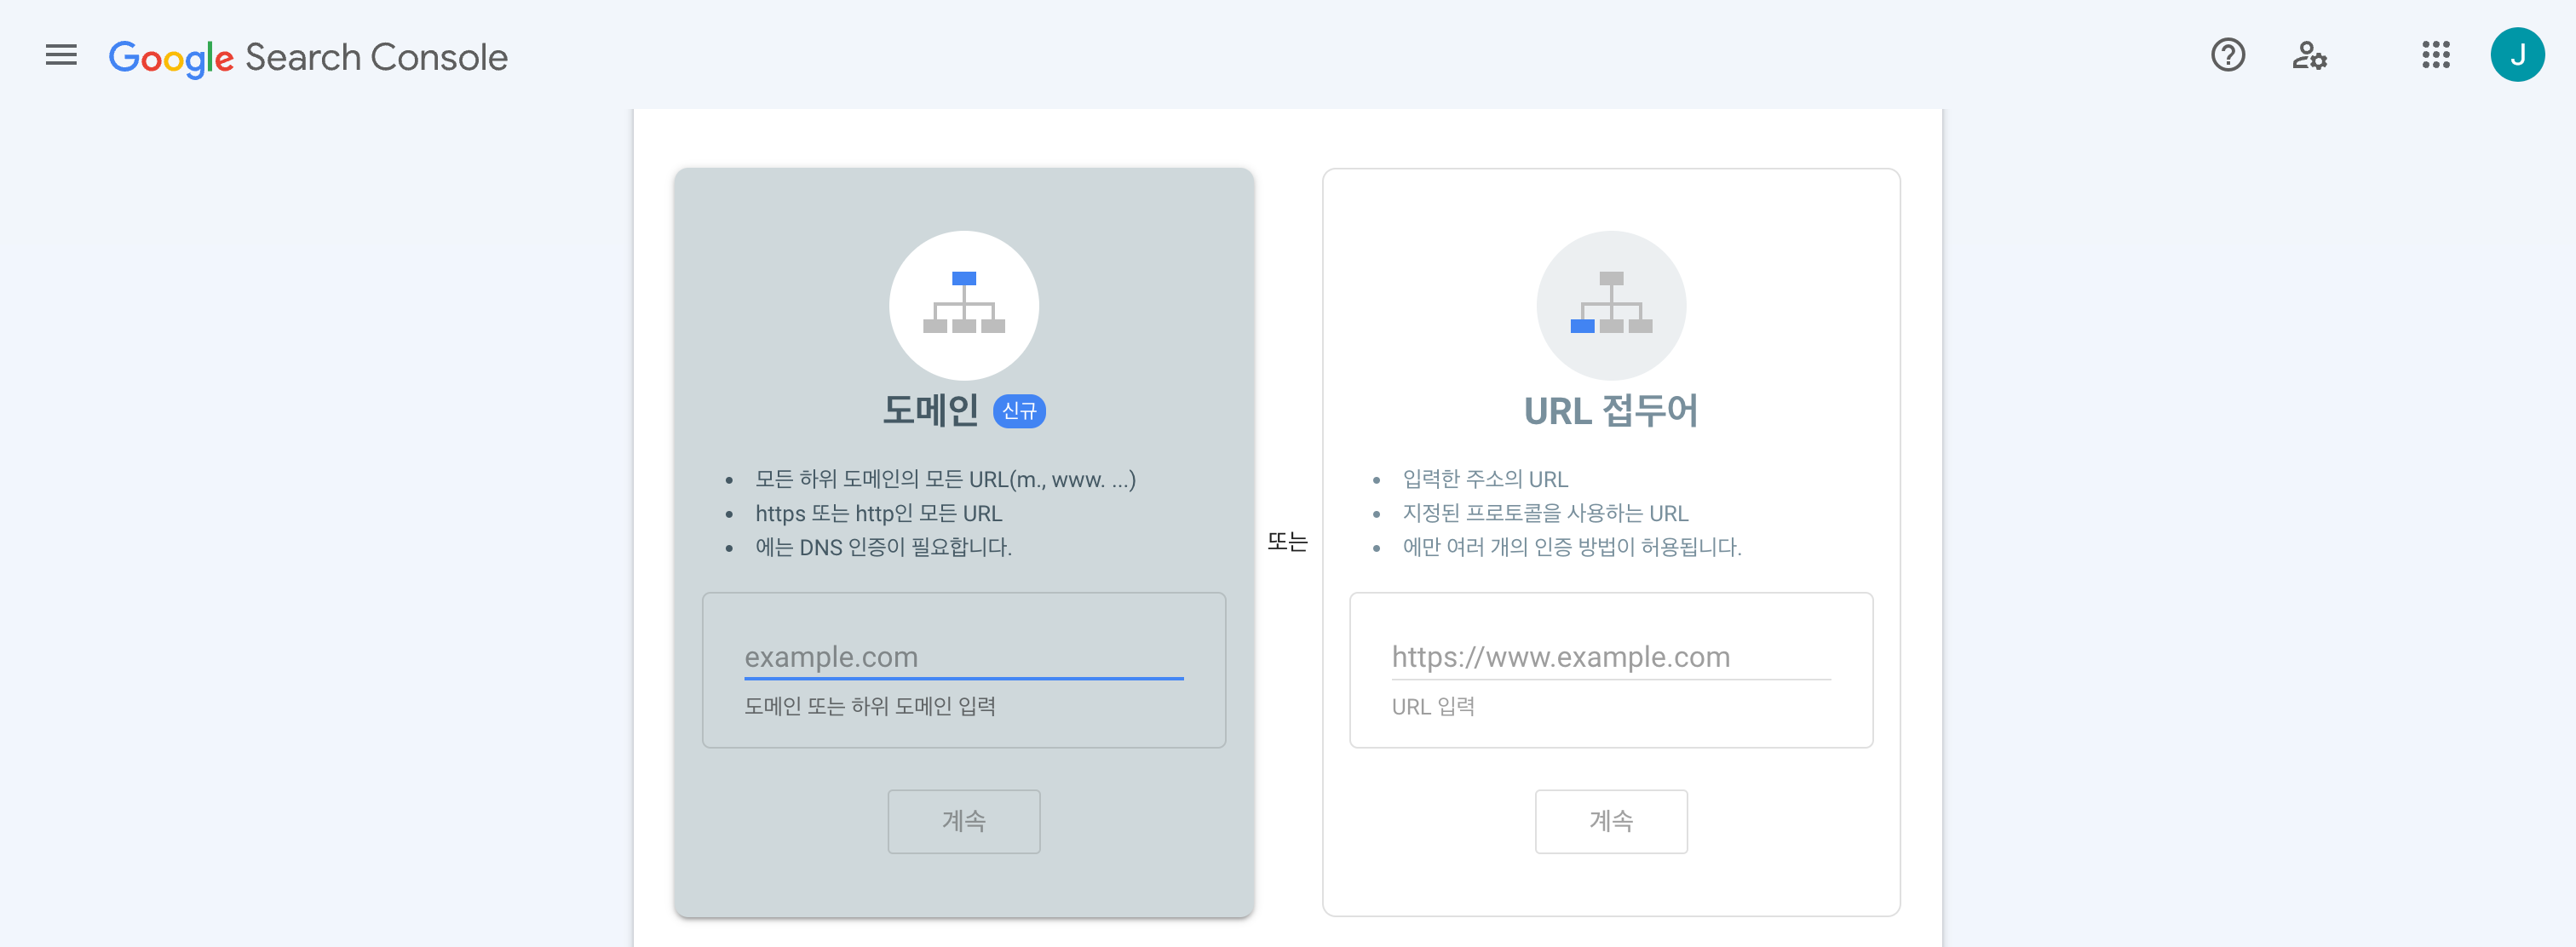 Google Search Console
J
도메인 신규
모든 하위 도메인의 모든 URL(m., www. ...)
https 또는 http인 모든 URL
에는 DNS 인증이 필요합니다.
example.com
도메인 또는 하위 도메인 입력
계속
또는
URL 접두어
입력한 주소의 URL
지정된 프로토콜을 사용하는 URL
에만 여러 개의 인증 방법이 허용됩니다.
https://www.example.com
URL 입력
계속